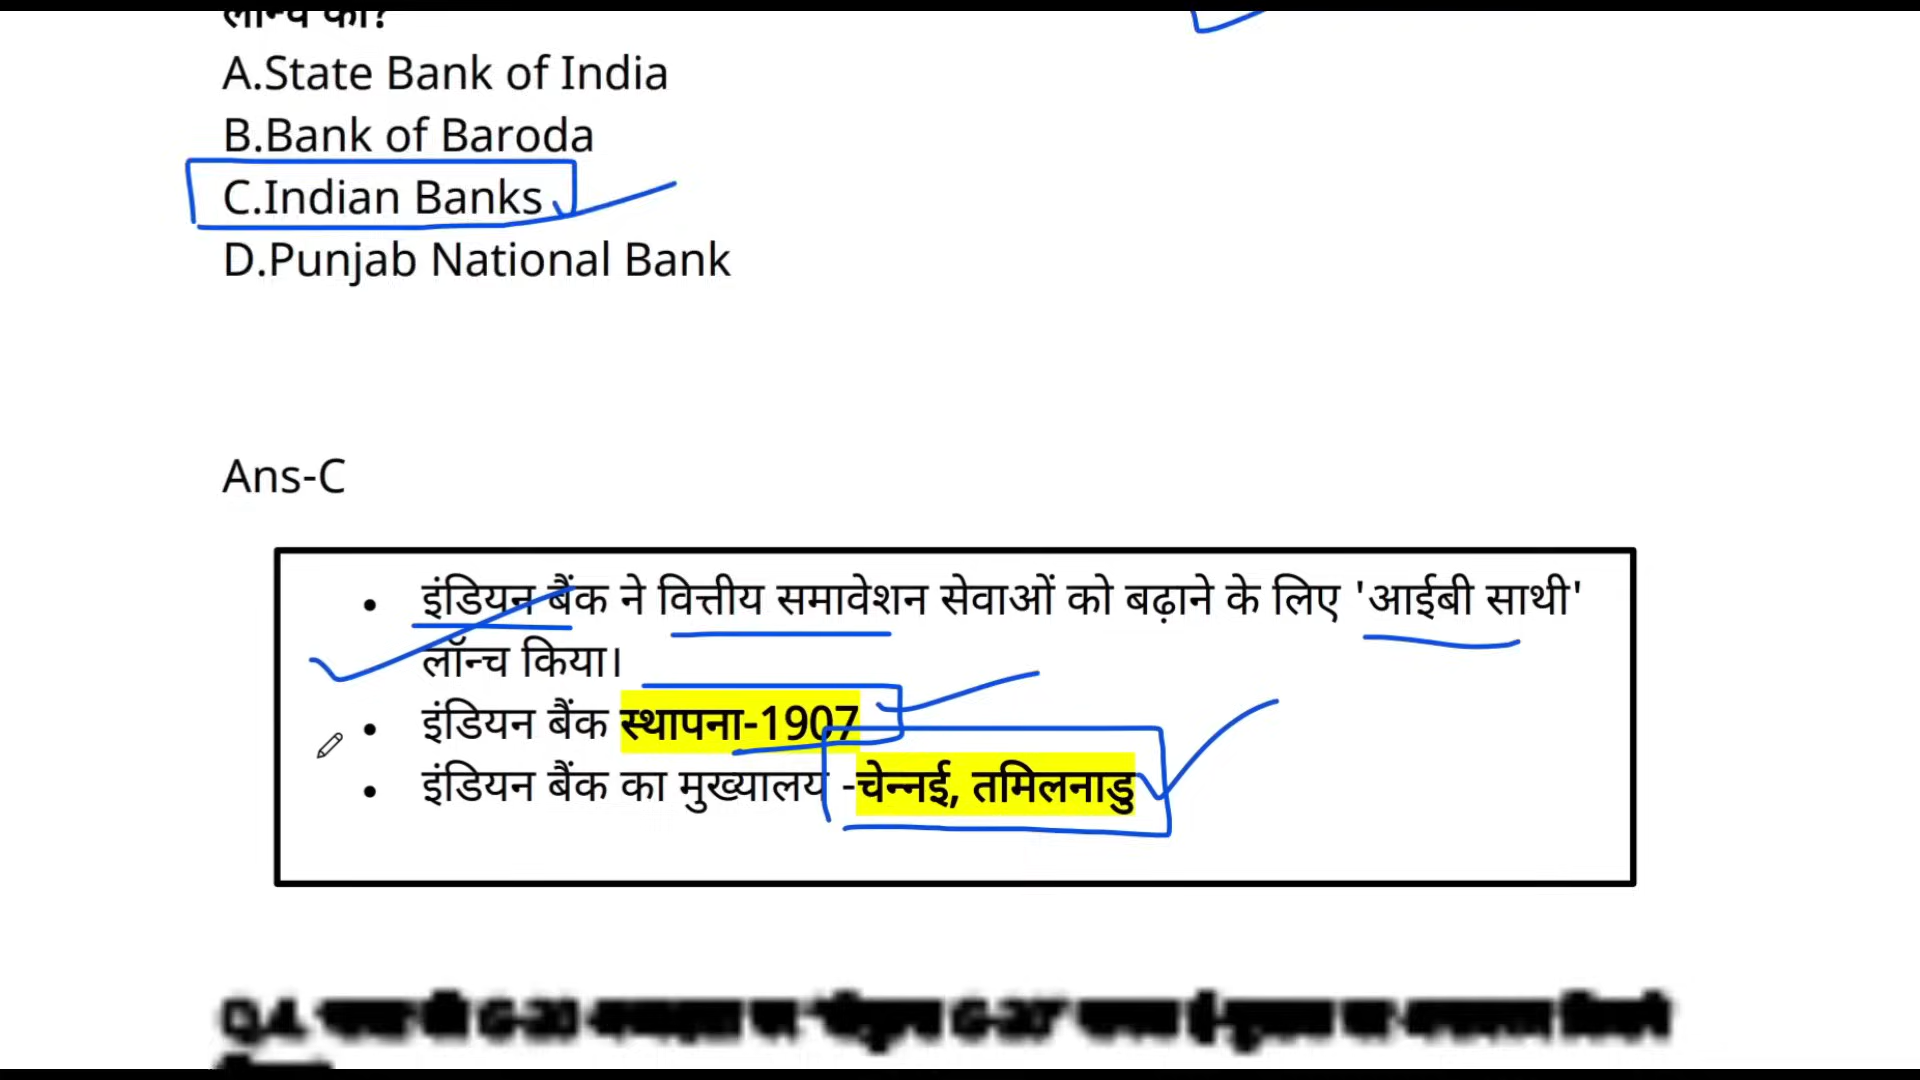 लॉन्च की?
A.State Bank of India
B.Bank of Baroda
C.Indian Banks
D.Punjab National Bank
Ans-C
• इंडियन बैंक ने वित्तीय समावेशन सेवाओं को बढ़ाने के लिए 'आईबी साथी'
लॉन्च किया।
• इंडियन बैंक स्थापना-1907
• इंडियन बैंक का मुख्यालय -चेन्नई, तमिलनाडु